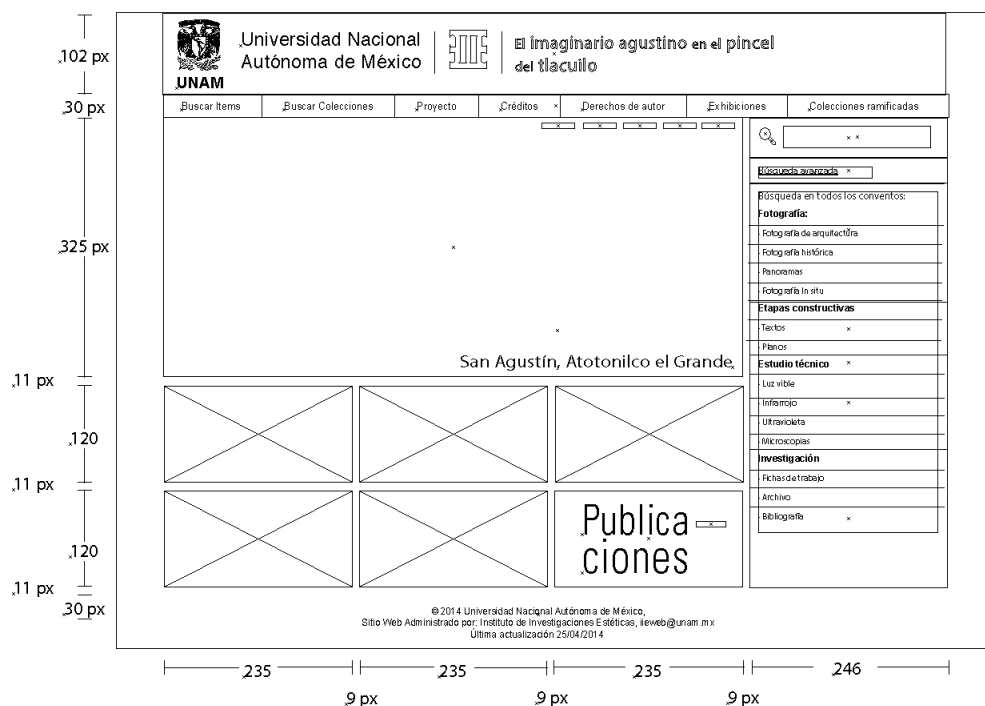 Universidad Nacional
Autónoma de México
UNAM
El imaginario agustino en el pincel
del tlacuilo
102 px
30 px
Buscar Items
Buscar Colecciones
Proyecto
Créditos
Derechos de autor
Exhibiciones
Colecciones ramificadas
Búsqueda avanzada
Búsqueda en todos los conventos:
Fotografía:
- Fotografía de arquitectura
- Fotografía histórica
- Panoramas
- Fotografía In situ
Etapas constructivas
- Textos
- Planos
Estudio técnico
- Luz vible
- Infrarrojo
- Ultravioleta
- Microscopias
Investigación
- Fichas de trabajo
- Archivo
- Bibliografía
325 px
San Agustín, Atotonilco el Grande
11 px
120
11 px
Publica
ciones
120
11 px
30 px
© 2014 Universidad Nacional Autónoma de México,
Sitio Web Administrado por: Instituto de Investigaciones Estéticas, iieweb@unam.mx
Última actualización 25/04/2014
235
235
235
246
9 px
9 px
9 px